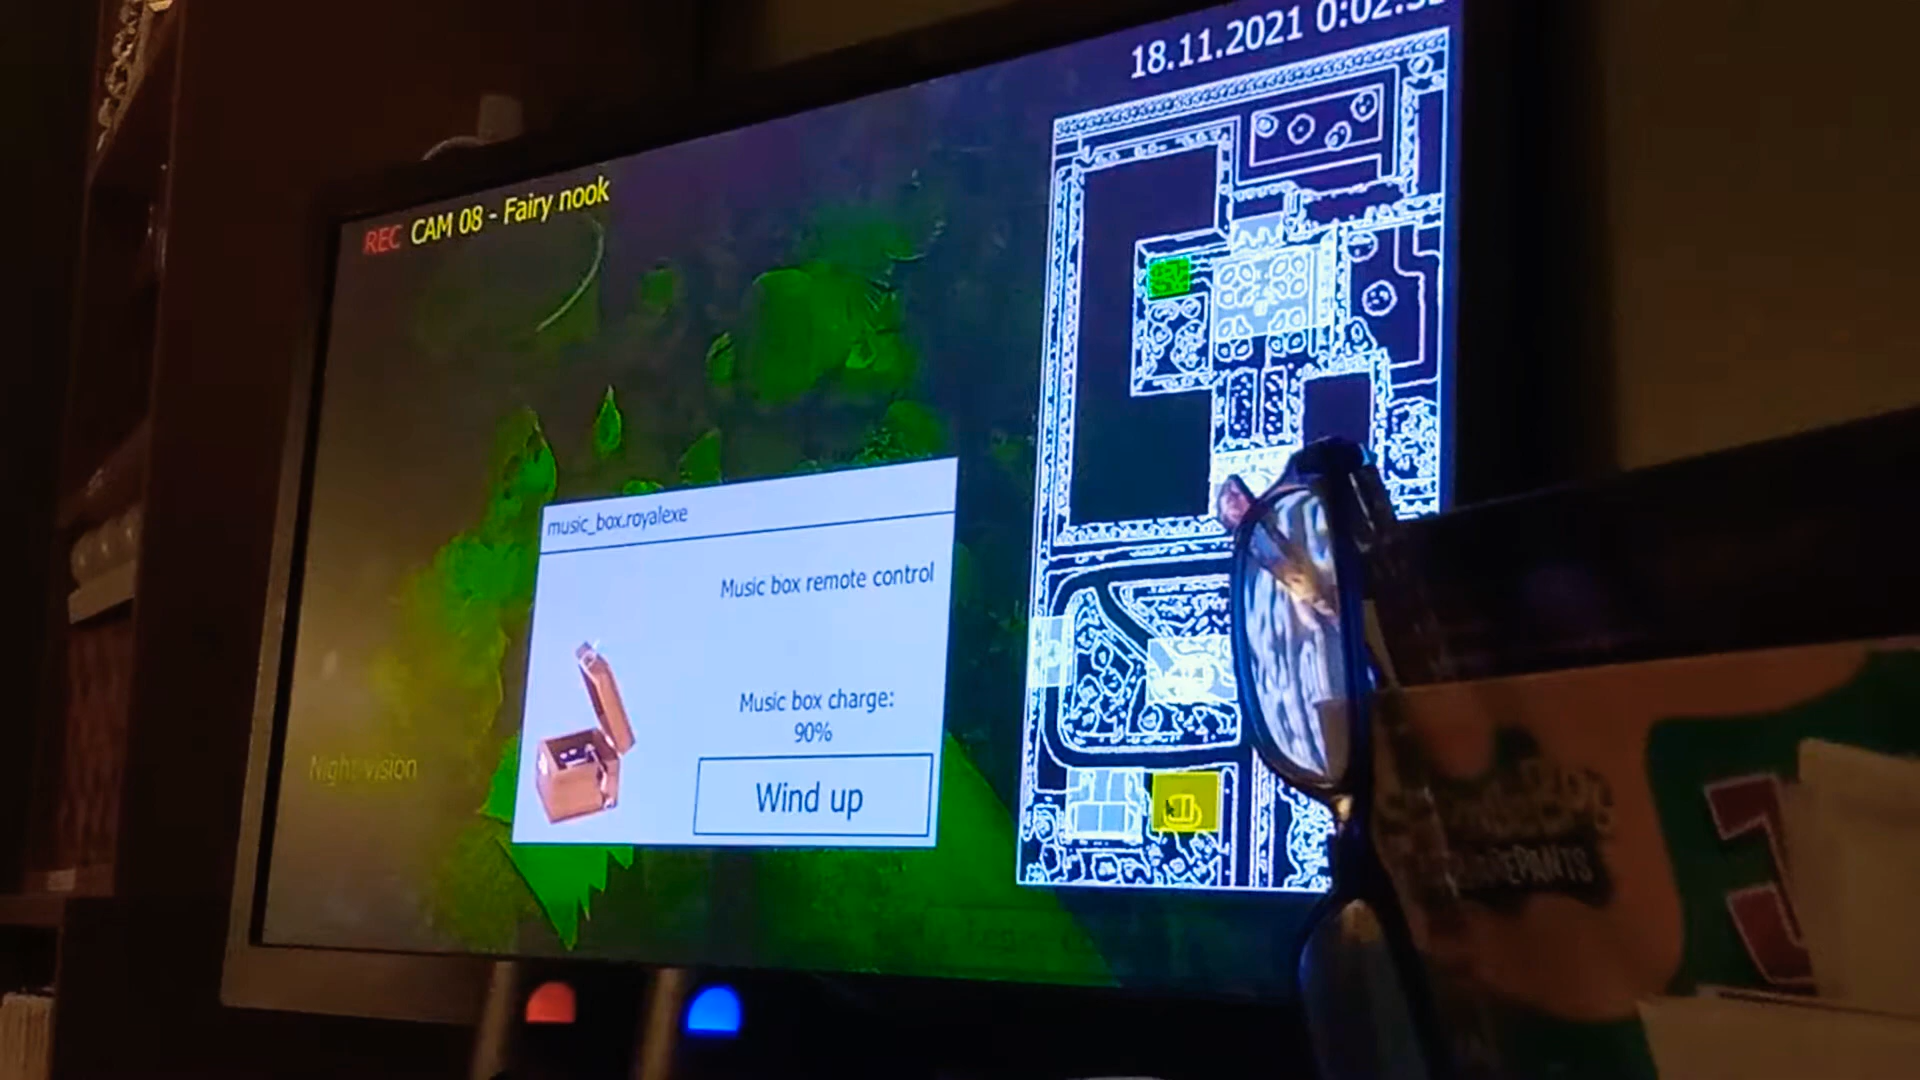 18.11.2021 0:02:
REC CAM 08 - Fairy nook
music_box.royalexe
Music box remote control
Music box charge:
90%
Wind up
Night vision